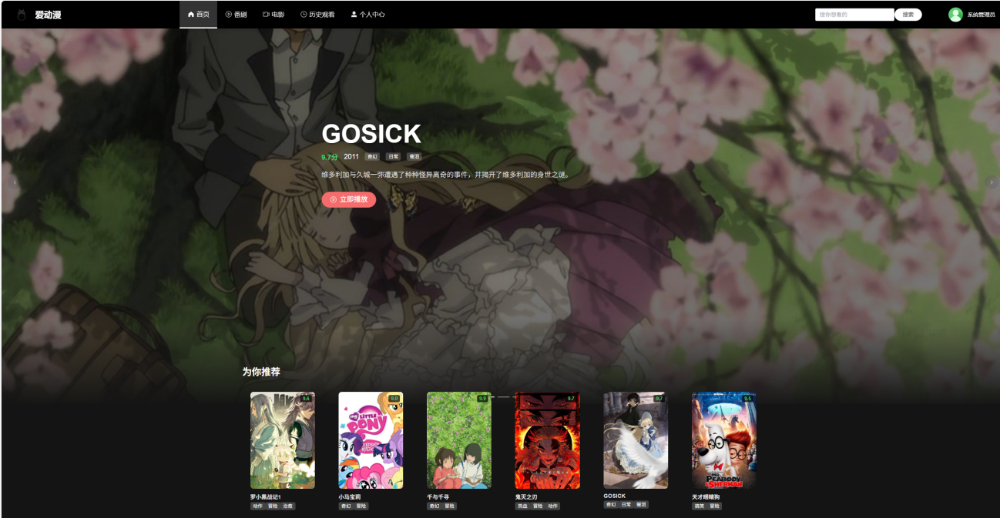 爱动漫 首页 番剧 电影 历史观看 个人中心 搜你想看的 搜索 系统管理员
GOSICK
9.7分 2011 奇幻 日常 催泪
维多利加与久城一弥遭遇了种种怪异离奇的事件，并揭开了维多利加的身世之谜。
立即播放
为你推荐
9.6 9.9 9.9 9.7 9.7 9.5
my LITTLE
PONY
MR.
PEABODY
& SHERMAN
罗小黑战记1 小马宝莉 千与千寻 鬼灭之刃 GOSICK 天才眼睛狗
动作 冒险 治愈 奇幻 冒险 奇幻 冒险 热血 冒险 动作 奇幻 日常 催泪 搞笑 冒险